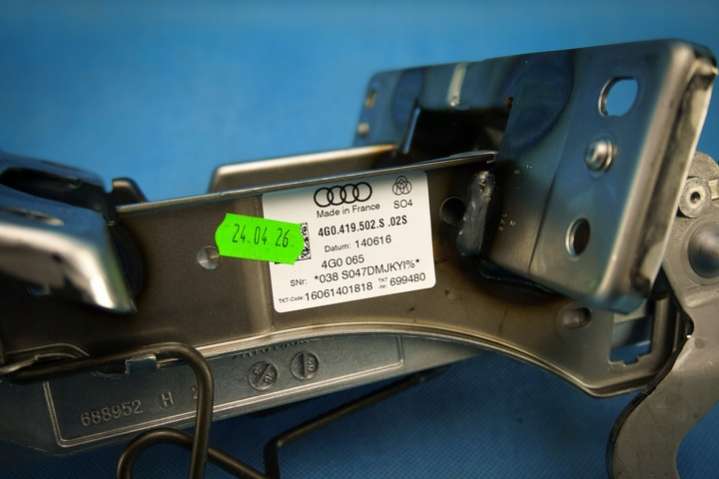 Made in France SO4
24.04 26.
4G0.419.502.S .02S
Datum: 140616
4G0 065
SNr: *038 S047DMJKYI%*
TKT-Code: 16061401818 TKT -nr: 699480
688952 H